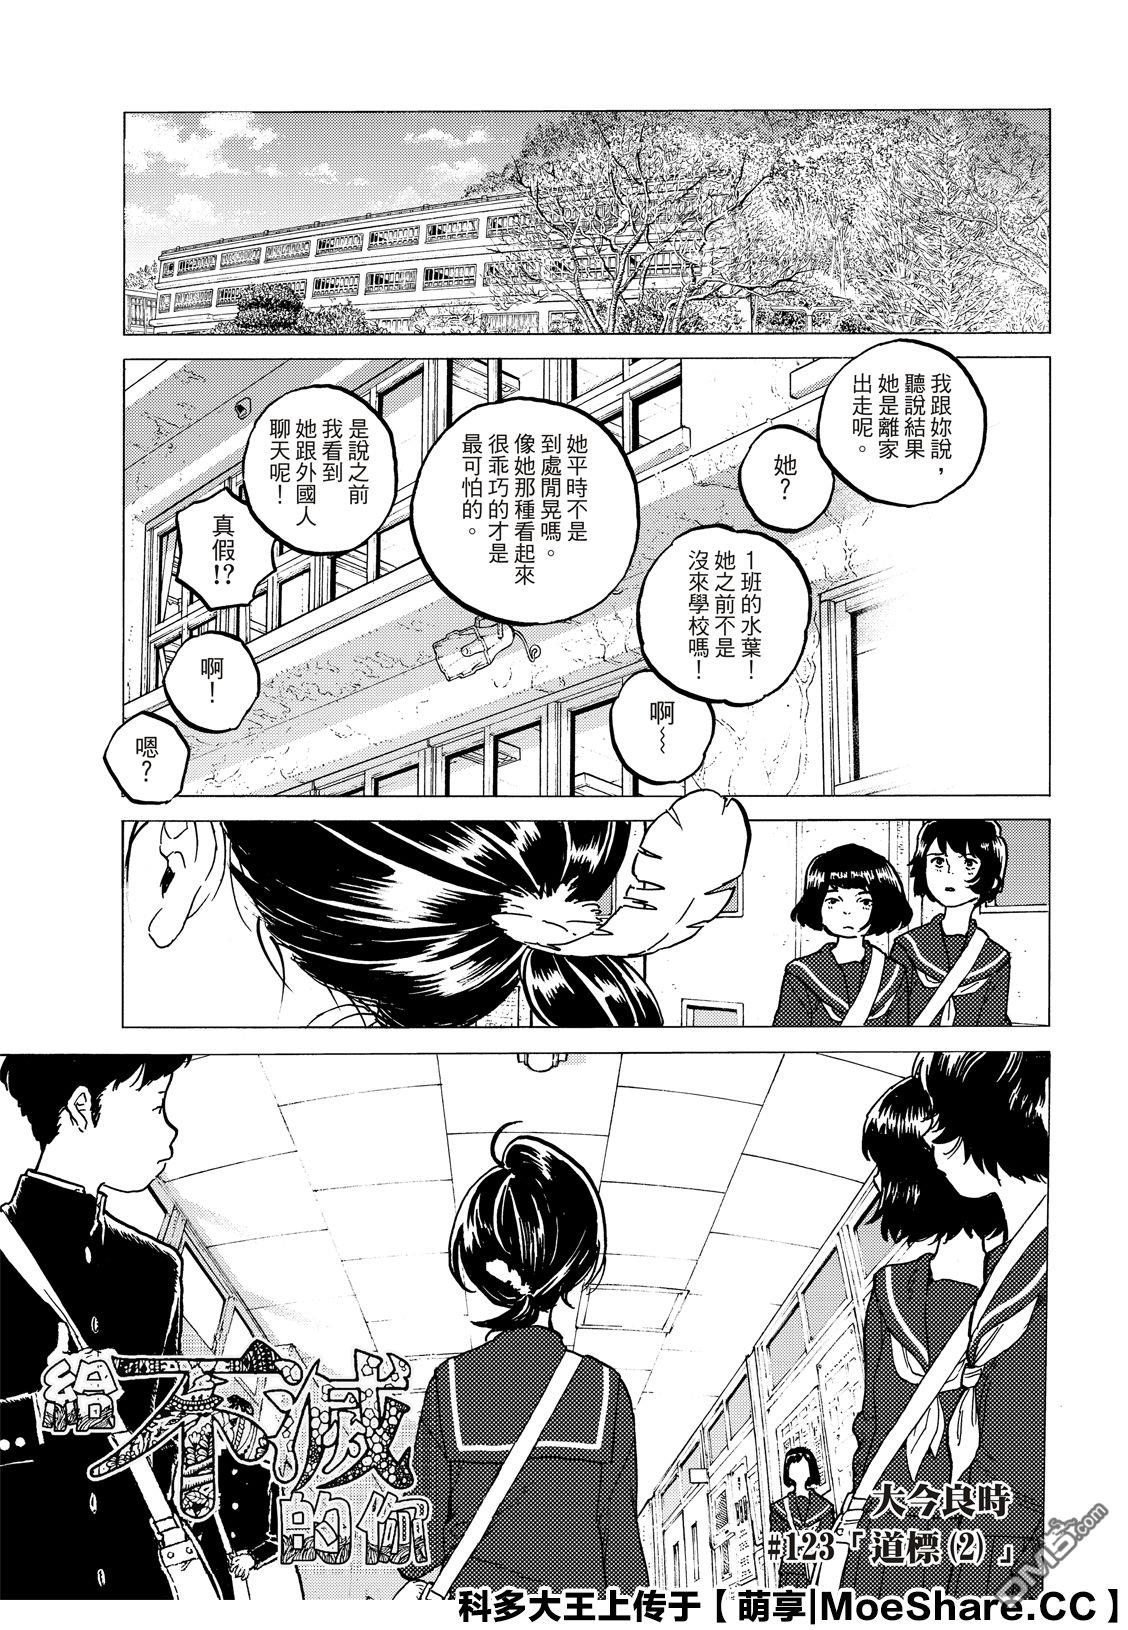 我跟妳說，
聽說結果
她是離家
出走呢。
她？
1班的水葉！
她之前不是
沒來學校嗎！
啊～
她平時不是
到處閒晃嗎。
像她那種看起來
很乖巧的才是
最可怕的。
是說之前
我看到
她跟外國人
聊天呢！
真假!?
啊！
嗯？
給不滅的你
大今良時
#123「道標(2)」
DM5.com
科多大王上传于【萌享|MoeShare.CC】